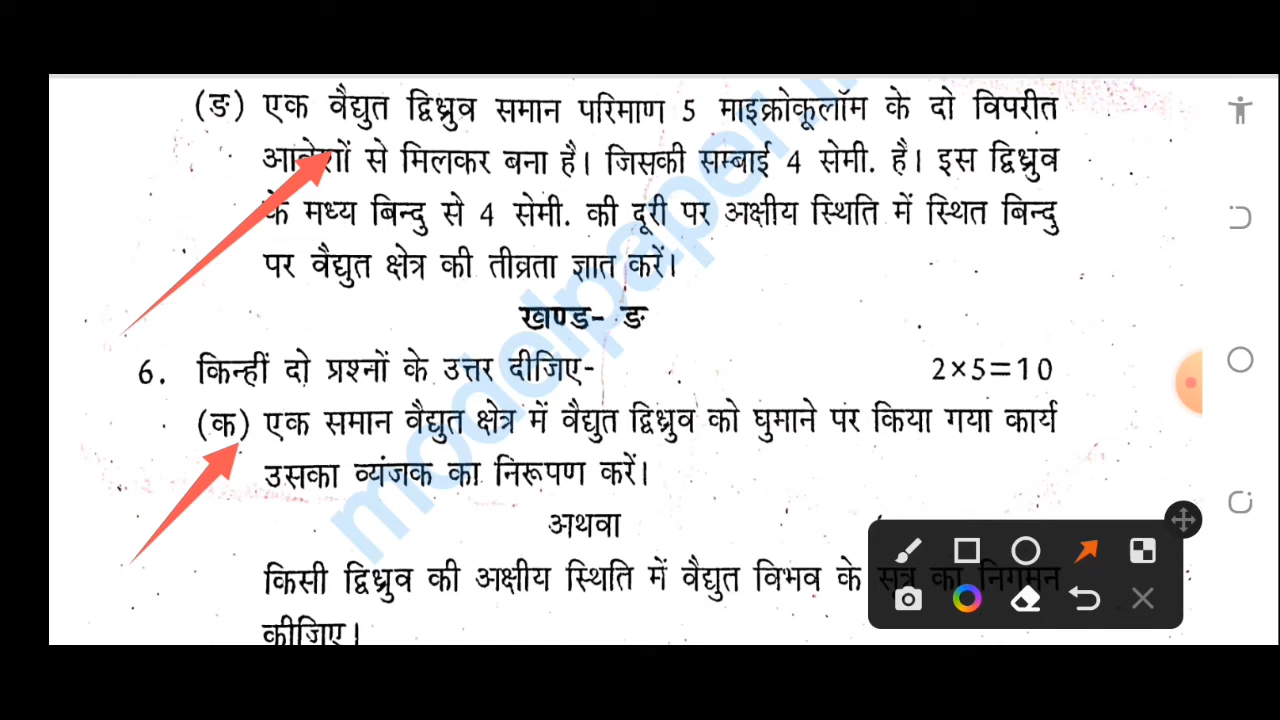 (ङ) एक वैद्युत द्विध्रुव समान परिमाण 5 माइक्रोकूलॉम के दो विपरीत
आवेशों से मिलकर बना है। जिसकी सम्बाई 4 सेमी. है। इस द्विध्रुव
के मध्य बिन्दु से 4 सेमी. की दूरी पर अक्षीय स्थिति में स्थित बिन्दु
पर वैद्युत क्षेत्र की तीव्रता ज्ञात करें।
खण्ड- ङ
6. किन्हीं दो प्रश्नों के उत्तर दीजिए- 2×5=10
(क) एक समान वैद्युत क्षेत्र में वैद्युत द्विध्रुव को घुमाने पर किया गया कार्य
उसका व्यंजक का निरूपण करें।
अथवा
किसी द्विध्रुव की अक्षीय स्थिति में वैद्युत विभव के सूत्र का निगमन
कीजिए।
modelpaper